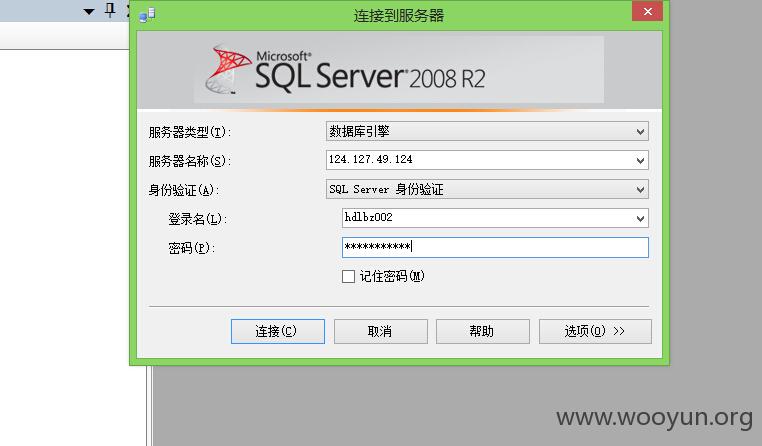 连接到服务器
Microsoft®
SQL Server® 2008 R2
服务器类型(T): 数据库引擎
服务器名称(S): 124.127.49.124
身份验证(A): SQL Server 身份验证
登录名(L): hdlbz002
密码(P): ***********
记住密码(M)
连接(C) 取消 帮助 选项(O) >>
www.wooyun.org